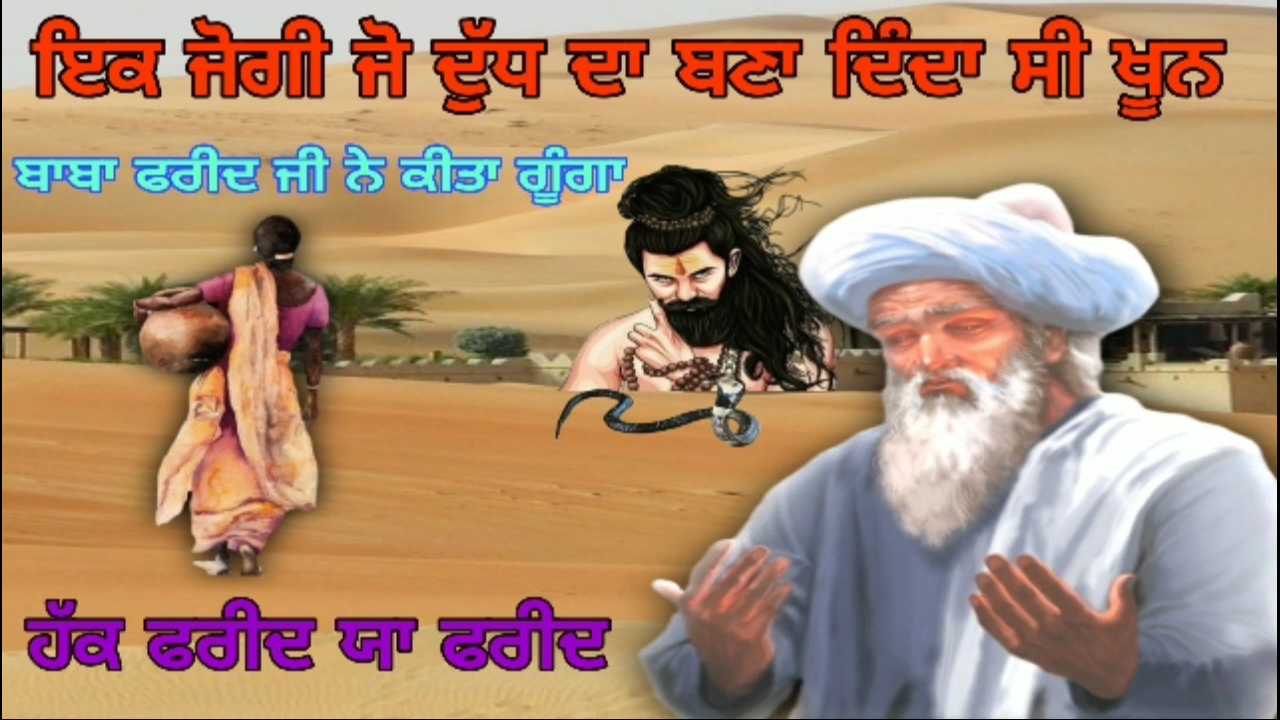 ਇਕ ਜੋਗੀ ਜੋ ਦੁੱਧ ਦਾ ਬਣਾ ਦਿੰਦਾ ਸੀ ਖੂਨ
ਬਾਬਾ ਫਰੀਦ ਜੀ ਨੇ ਕੀਤਾ ਗੂੰਗਾ
ਹੱਕ ਫਰੀਦ ਯਾ ਫਰੀਦ